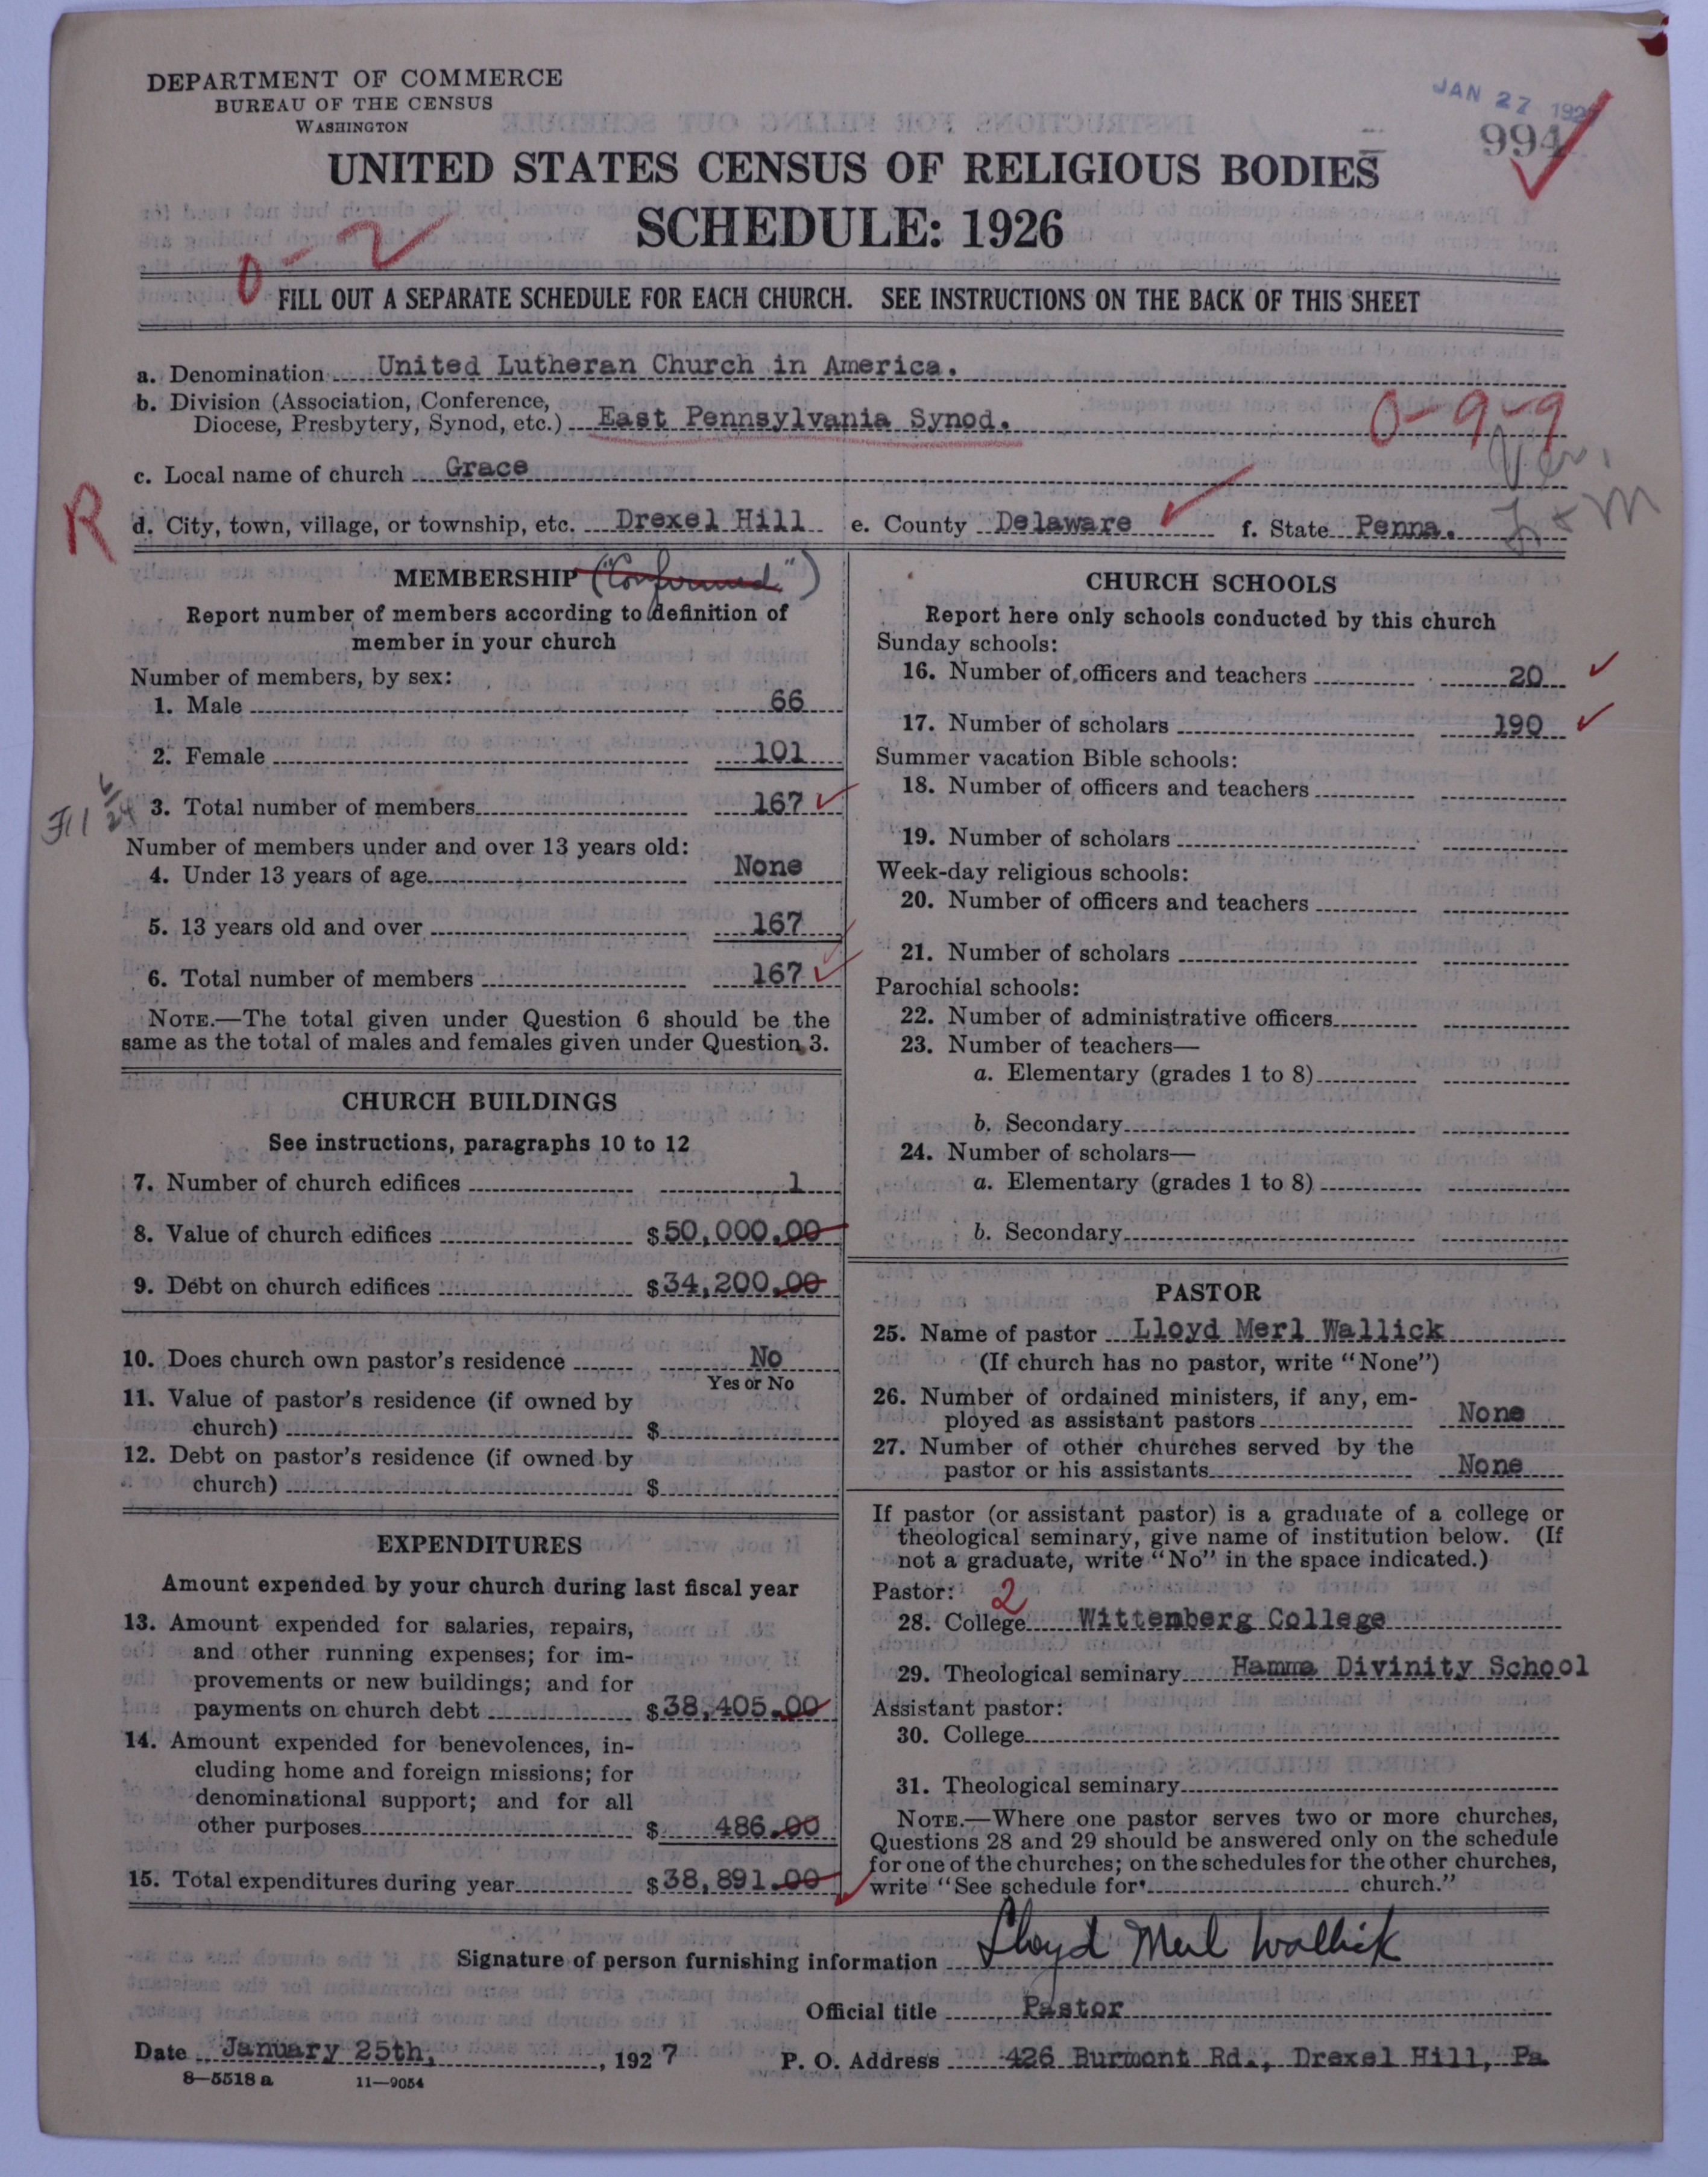 DEPARTMENT OF COMMERCE
BUREAU OF THE CENSUS
WASHINGTON
JAN 27 192
994
UNITED STATES CENSUS OF RELIGIOUS BODIES
SCHEDULE: 1926
0-2
FILL OUT A SEPARATE SCHEDULE FOR EACH CHURCH. SEE INSTRUCTIONS ON THE BACK OF THIS SHEET
a. Denomination United Lutheran Church in America.
b. Division (Association, Conference,
Diocese, Presbytery, Synod, etc.) East Pennsylvania Synod.
0-9-9
Ver.
c. Local name of church Grace
R
d. City, town, village, or township, etc. Drexel Hill e. County Delaware f. State Penna.
MEMBERSHIP ("Confirmed")
Report number of members according to definition of
member in your church
Number of members, by sex:
1. Male 66
2. Female 101
3. Total number of members 167
Number of members under and over 13 years old:
4. Under 13 years of age None
5. 13 years old and over 167
6. Total number of members 167
NOTE.—The total given under Question 6 should be the
same as the total of males and females given under Question 3.
CHURCH BUILDINGS
See instructions, paragraphs 10 to 12
7. Number of church edifices 1
8. Value of church edifices $50,000.00
9. Debt on church edifices $34,200.00
10. Does church own pastor's residence No
Yes or No
11. Value of pastor's residence (if owned by
church) $
12. Debt on pastor's residence (if owned by
church) $
EXPENDITURES
Amount expended by your church during last fiscal year
13. Amount expended for salaries, repairs,
and other running expenses; for im-
provements or new buildings; and for
payments on church debt $38,405.00
14. Amount expended for benevolences, in-
cluding home and foreign missions; for
denominational support; and for all
other purposes $ 486.00
15. Total expenditures during year $38,891.00
CHURCH SCHOOLS
Report here only schools conducted by this church
Sunday schools:
16. Number of officers and teachers 20
17. Number of scholars 190
Summer vacation Bible schools:
18. Number of officers and teachers
19. Number of scholars
Week-day religious schools:
20. Number of officers and teachers
21. Number of scholars
Parochial schools:
22. Number of administrative officers
23. Number of teachers—
a. Elementary (grades 1 to 8)
b. Secondary
24. Number of scholars—
a. Elementary (grades 1 to 8)
b. Secondary
PASTOR
25. Name of pastor Lloyd Merl Wallick
(If church has no pastor, write "None")
26. Number of ordained ministers, if any, em-
ployed as assistant pastors None
27. Number of other churches served by the
pastor or his assistants None
If pastor (or assistant pastor) is a graduate of a college or
theological seminary, give name of institution below. (If
not a graduate, write "No" in the space indicated.)
Pastor: 2
28. College Wittenberg College
29. Theological seminary Hamma Divinity School
Assistant pastor:
30. College
31. Theological seminary
NOTE.—Where one pastor serves two or more churches,
Questions 28 and 29 should be answered only on the schedule
for one of the churches; on the schedules for the other churches,
write "See schedule for church."
Signature of person furnishing information Lloyd Merl Wallick
Official title Pastor
Date January 25th, , 1927 P. O. Address 426 Burmont Rd., Drexel Hill, Pa
8—5518 a 11—9054